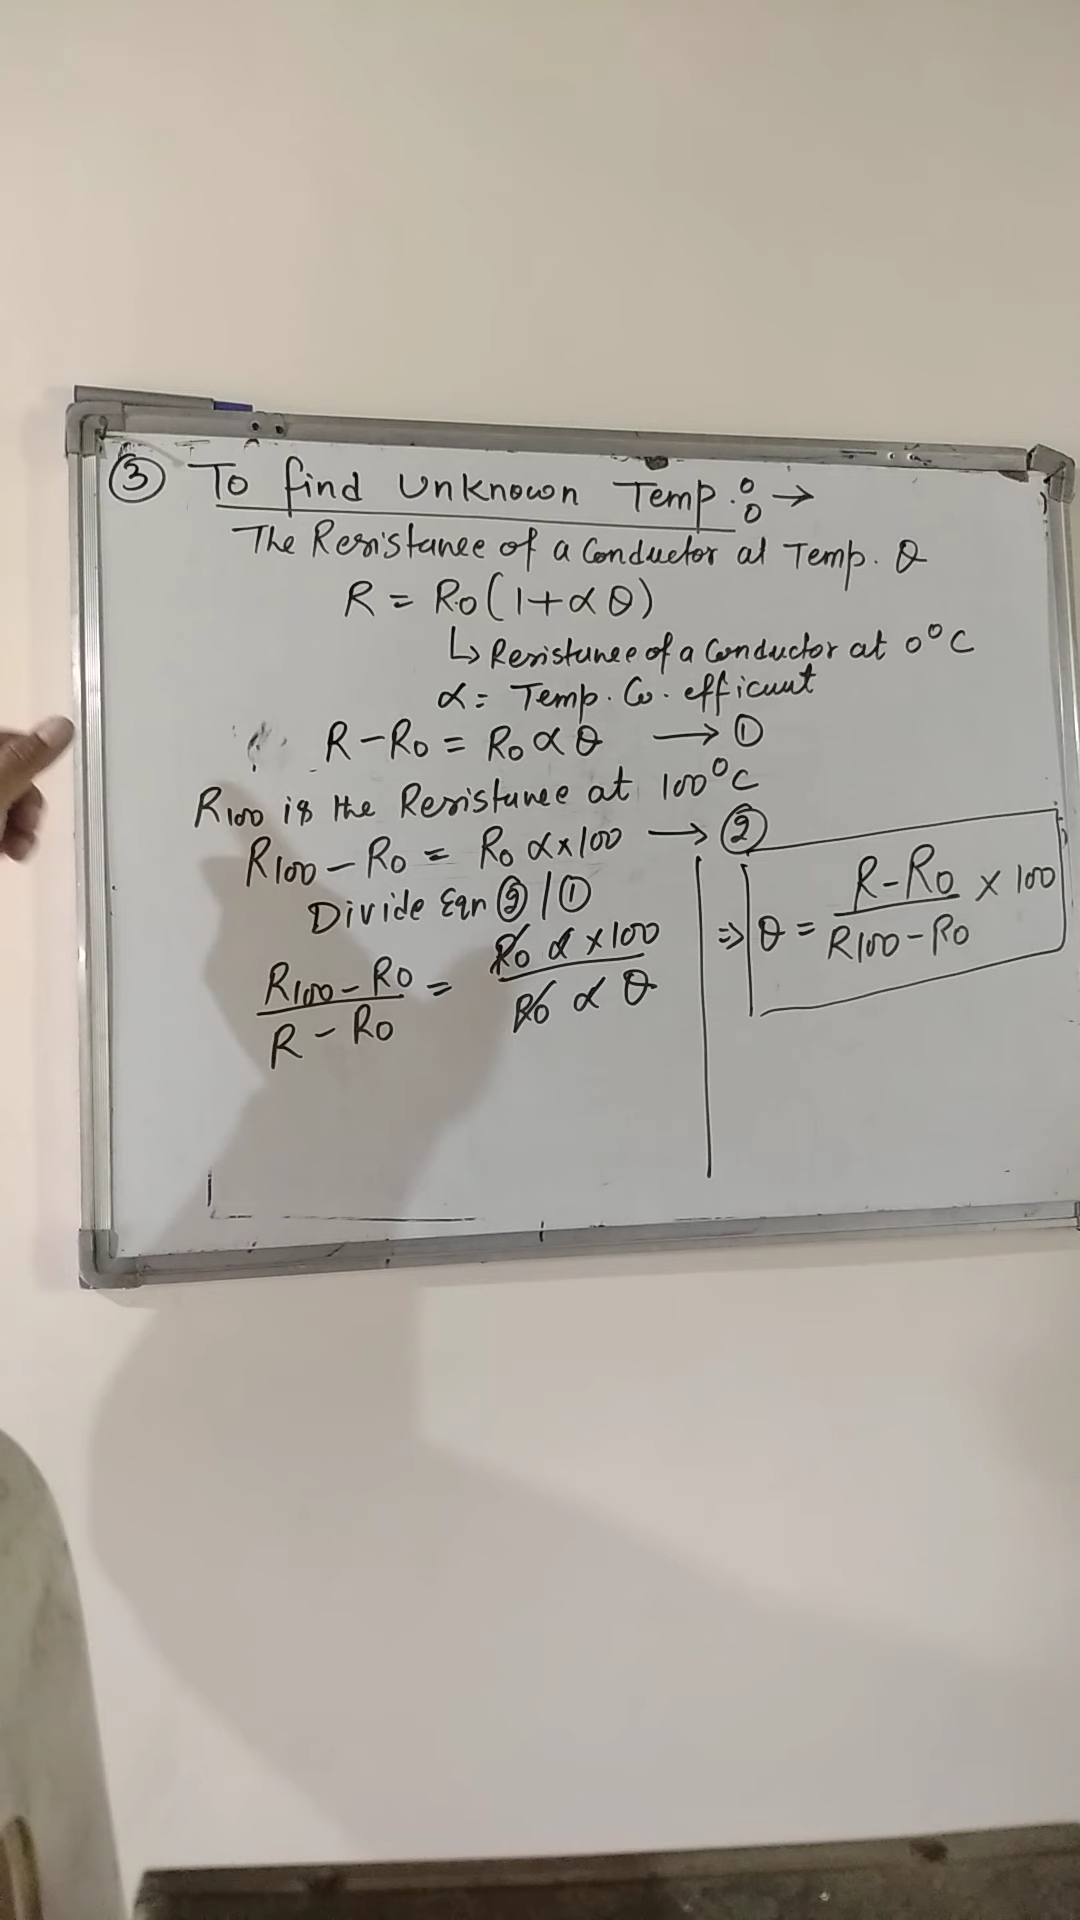 ③ To find Unknown Temp. :→
The Resistance of a Conductor at Temp. θ
R = R0(1+αθ)
↳ Resistance of a Conductor at 0°C
α = Temp. Co. efficient
R-R0 = R0 α θ → ①
R100 is the Resistance at 100°C
R100 - R0 = R0 α×100 → ②
Divide Eqn ②/①
R100 - R0 / R - R0 = R0 α ×100 / R0 α θ
⇒ θ = R-R0 / R100-R0 × 100